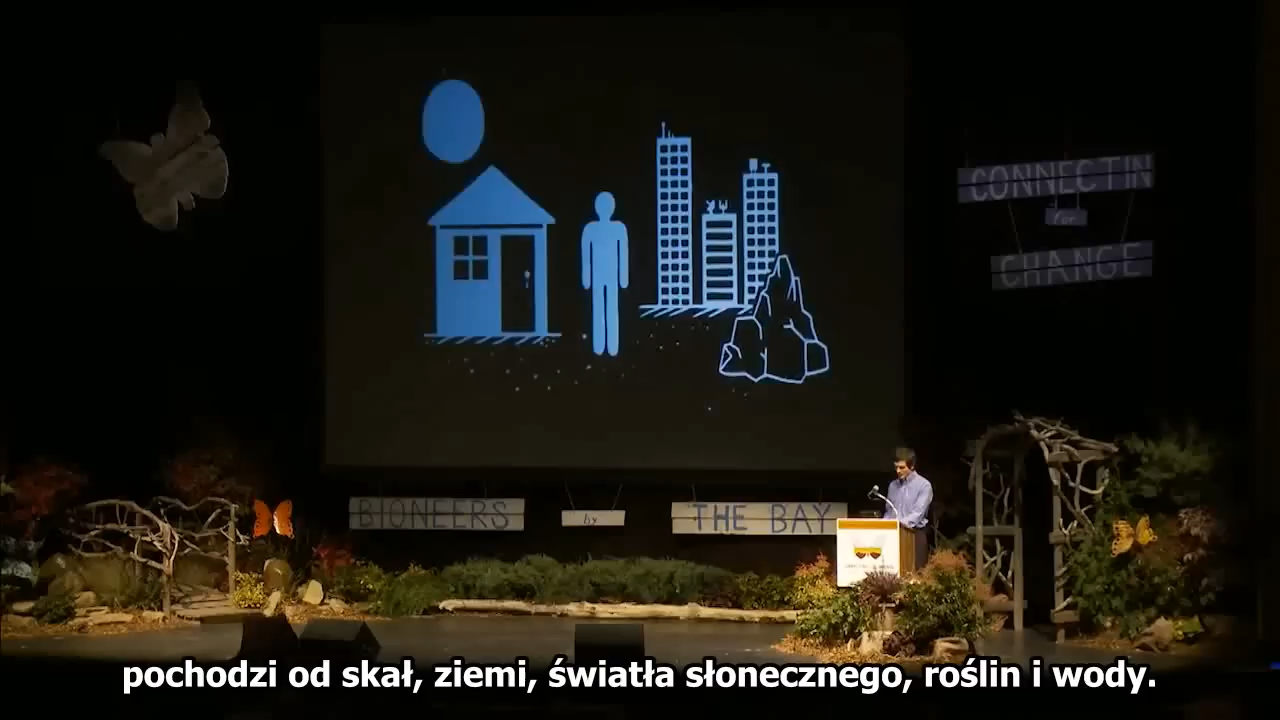 CONNECTIN
for
CHANGE
BIONEERS
by
THE BAY
pochodzi od skał, ziemi, światła słonecznego, roślin i wody.